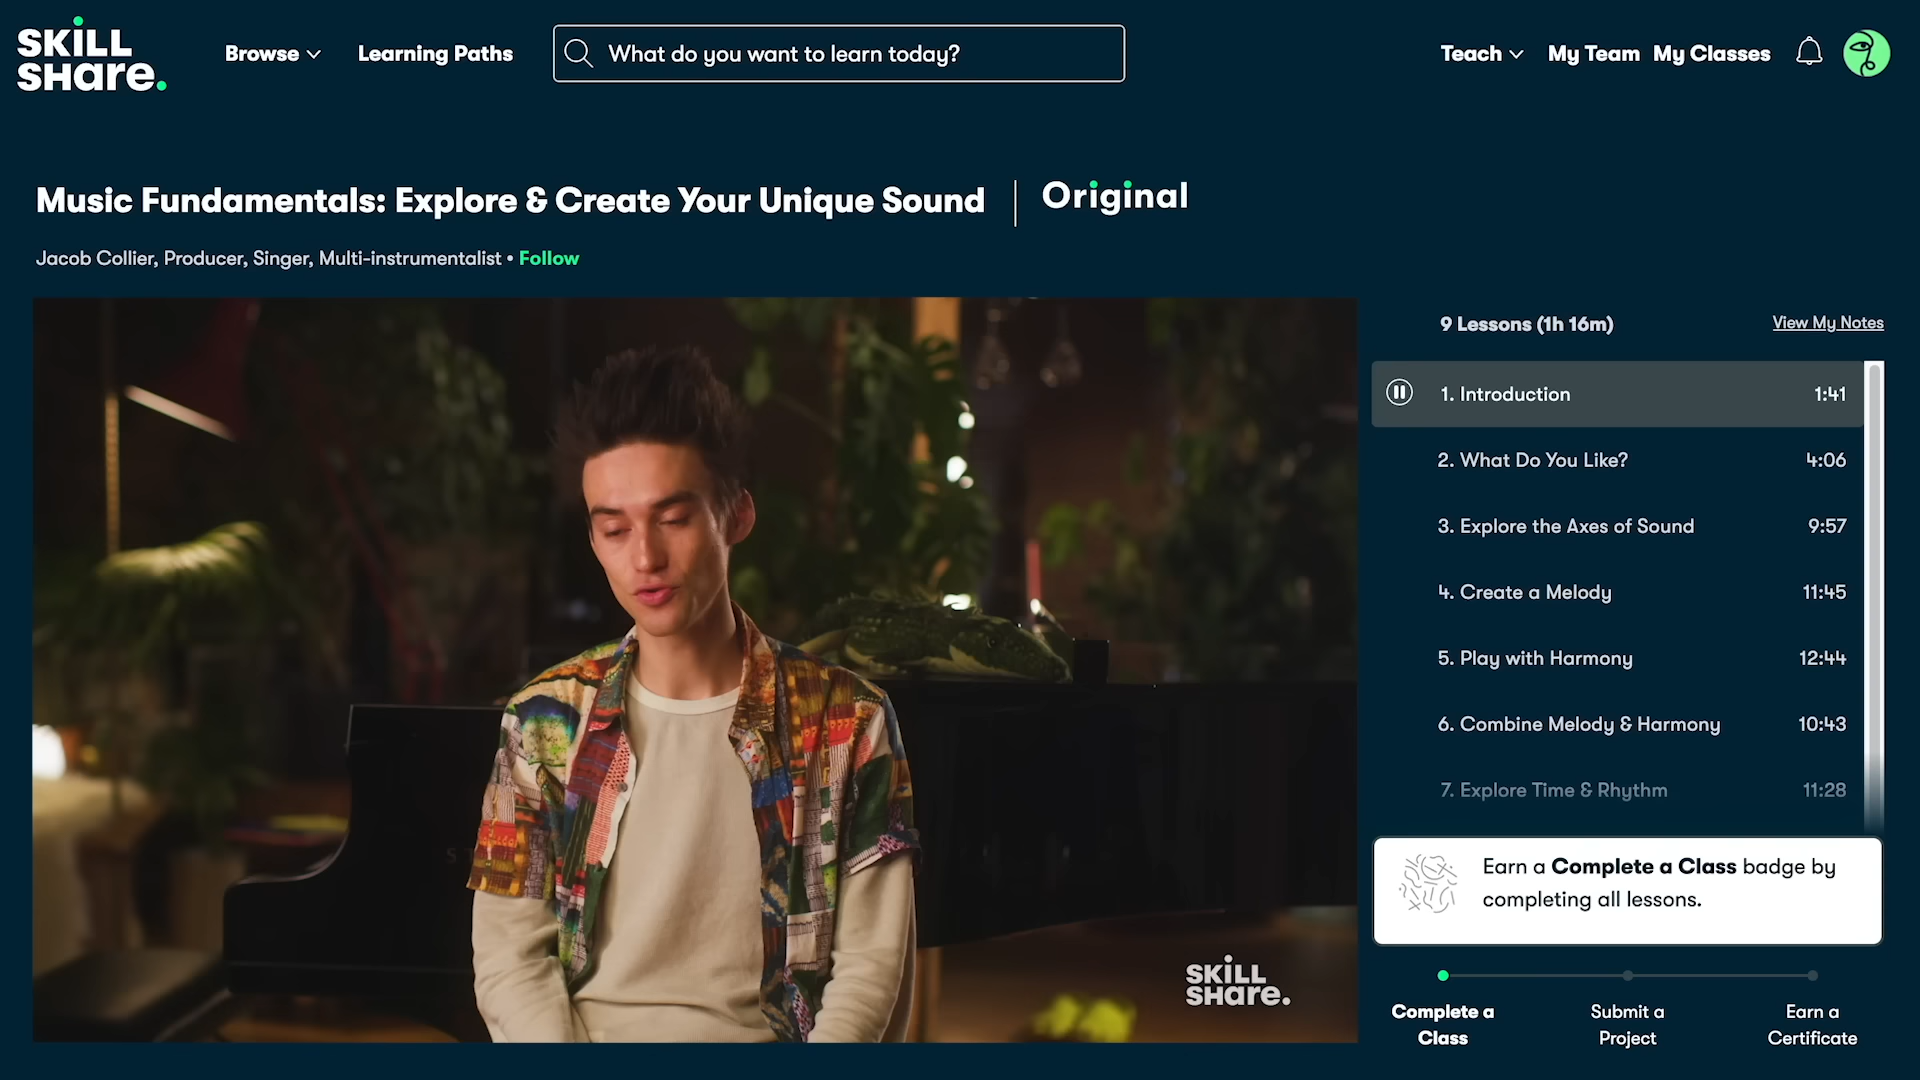 SKILL
SHARE.
Browse
Learning Paths
What do you want to learn today?
Teach
My Team
My Classes
Music Fundamentals: Explore & Create Your Unique Sound
Original
Jacob Collier, Producer, Singer, Multi-instrumentalist • Follow
9 Lessons (1h 16m)
View My Notes
1. Introduction 1:41
2. What Do You Like? 4:06
3. Explore the Axes of Sound 9:57
4. Create a Melody 11:45
5. Play with Harmony 12:44
6. Combine Melody & Harmony 10:43
7. Explore Time & Rhythm 11:28
Earn a Complete a Class badge by
completing all lessons.
SKILL
SHARE.
Complete a
Class
Submit a
Project
Earn a
Certificate